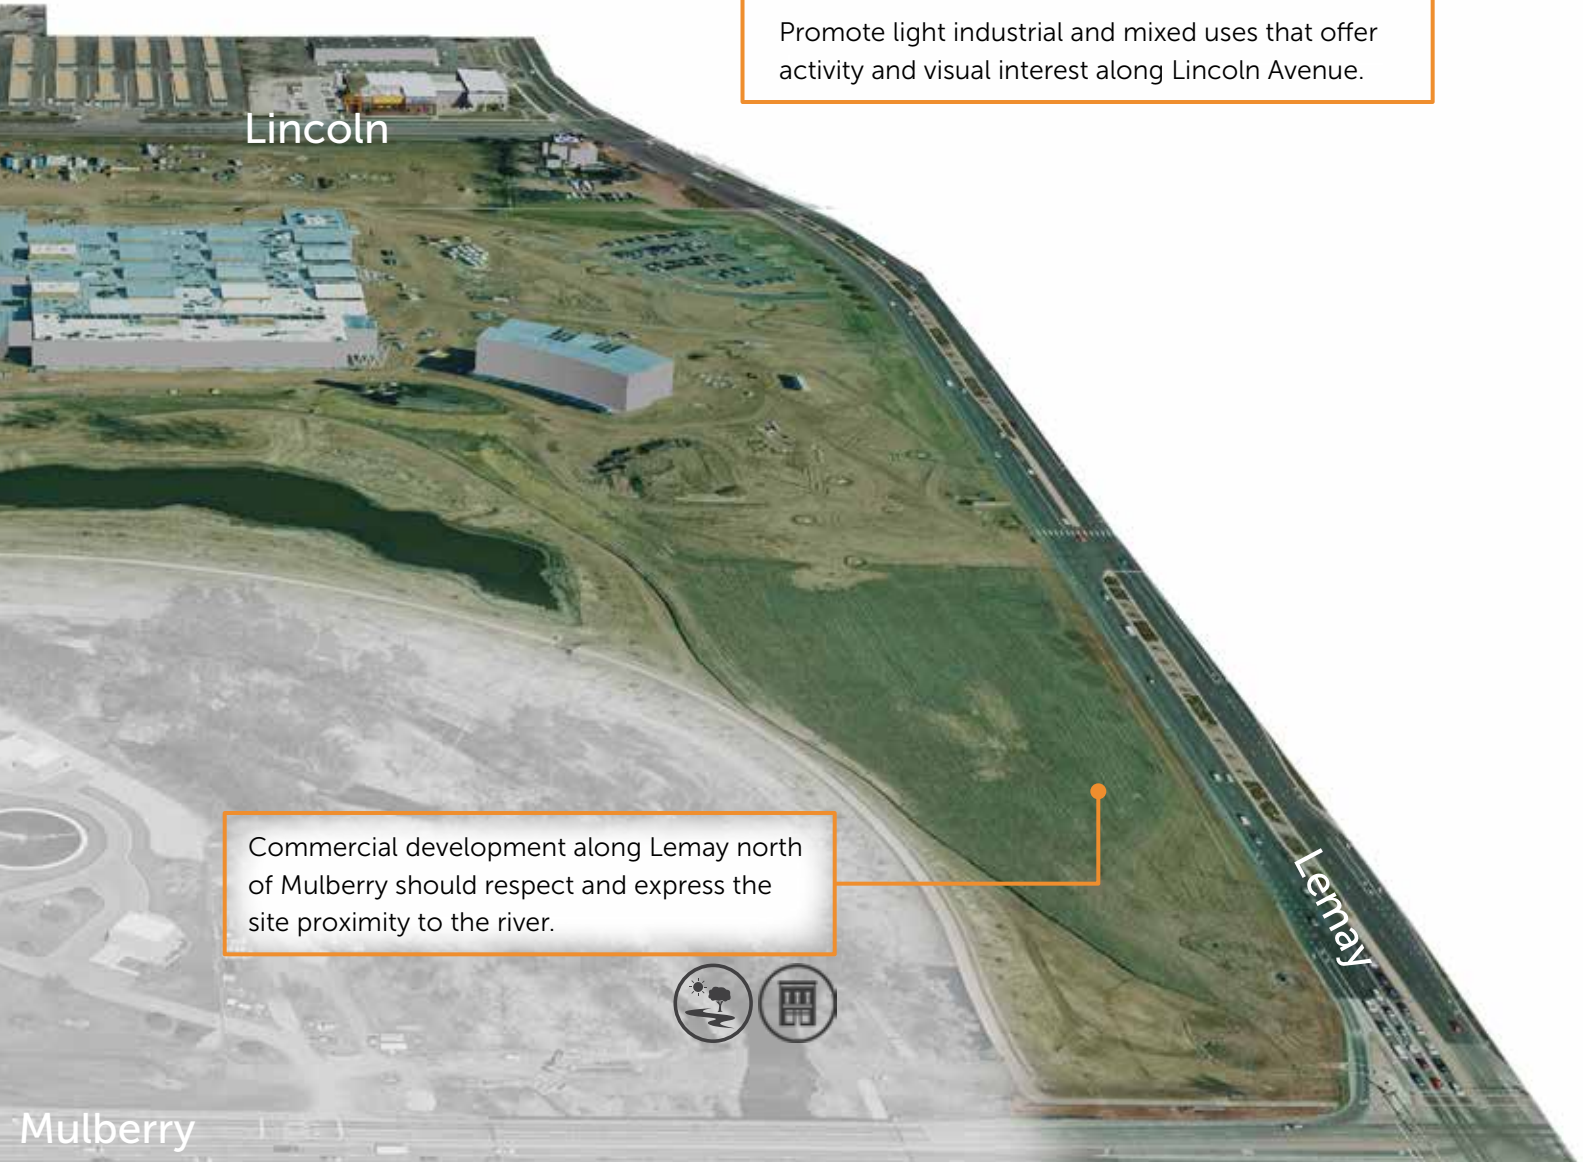 Promote light industrial and mixed uses that offer
activity and visual interest along Lincoln Avenue.
Lincoln
Commercial development along Lemay north
of Mulberry should respect and express the
site proximity to the river.
Lemay
Mulberry